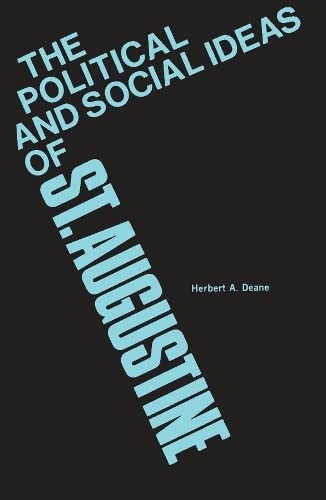 THE
POLITICAL
AND SOCIAL IDEAS
OF
ST. AUGUSTINE
Herbert A. Deane